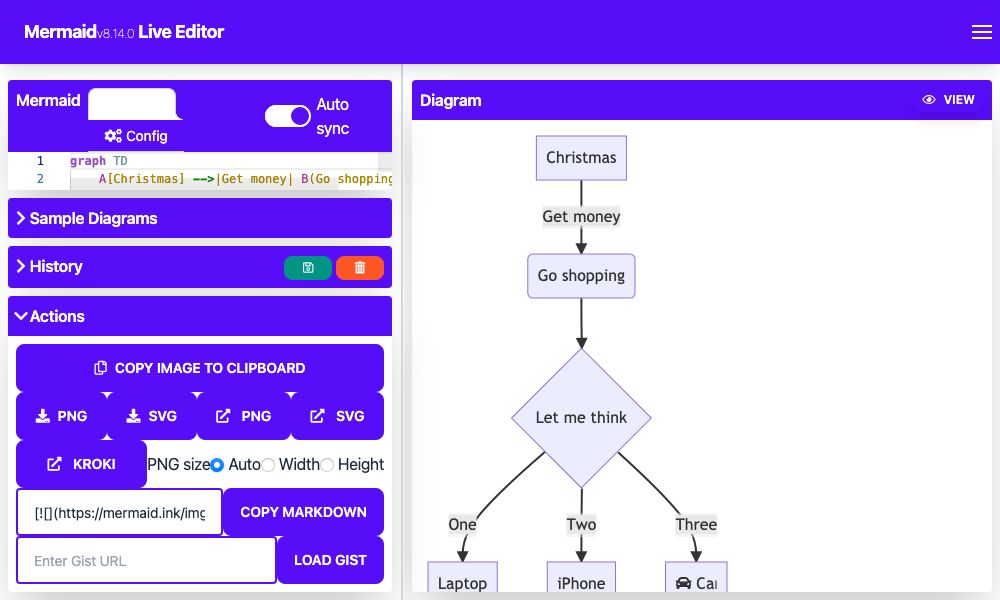 Mermaidv8.14.0 Live Editor
Mermaid
Config
Auto
sync
1 graph TD
2 A[Christmas] -->|Get money| B(Go shopping
Sample Diagrams
History
Actions
COPY IMAGE TO CLIPBOARD
PNG SVG PNG SVG
KROKI PNG size Auto Width Height
[![](https://mermaid.ink/img COPY MARKDOWN
Enter Gist URL LOAD GIST
Diagram VIEW
Christmas
Get money
Go shopping
Let me think
One Two Three
Laptop iPhone Car